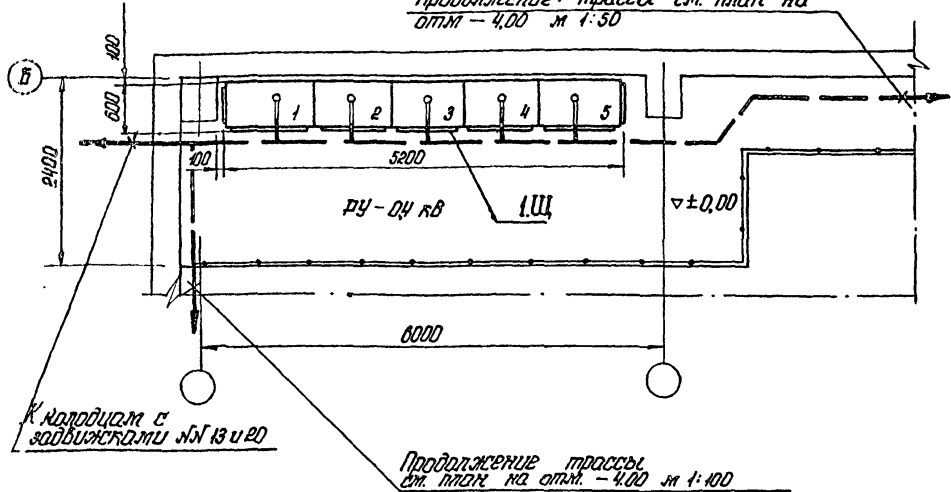 Продолжение трассы см. план на
отм – 4,00 м 1:50
100
В
600
2400
1
2
3
4
5
100
5200
РУ – 0,4 кВ
1.Щ
±0,00
6000
К колодцам с
задвижками NN 13 и 20
Продолжение трассы
см. план на отм. – 4.00 м 1:100